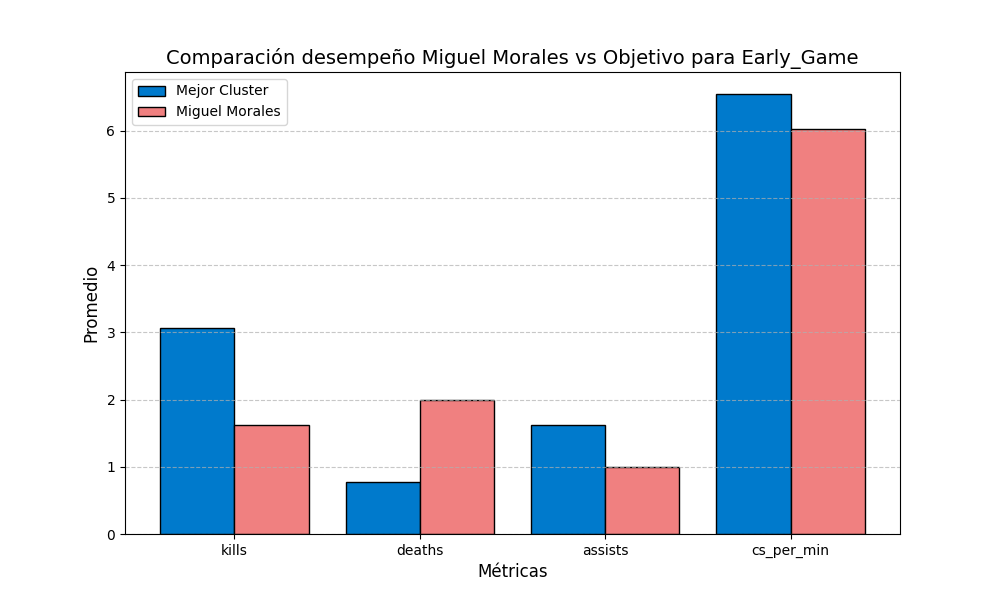 Comparación desempeño Miguel Morales vs Objetivo para Early_Game
Mejor Cluster
Miguel Morales
Promedio
6
5
4
3
2
1
0
kills
deaths
assists
cs_per_min
Métricas